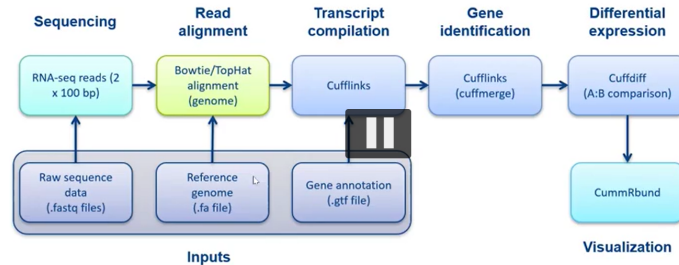 Sequencing
Read
alignment
Transcript
compilation
Gene
identification
Differential
expression
RNA-seq reads (2
x 100 bp)
Bowtie/TopHat
alignment
(genome)
Cufflinks
Cufflinks
(cuffmerge)
Cuffdiff
(A:B comparison)
Raw sequence
data
(.fastq files)
Reference
genome
(.fa file)
Gene annotation
(.gtf file)
CummRbund
Inputs
Visualization